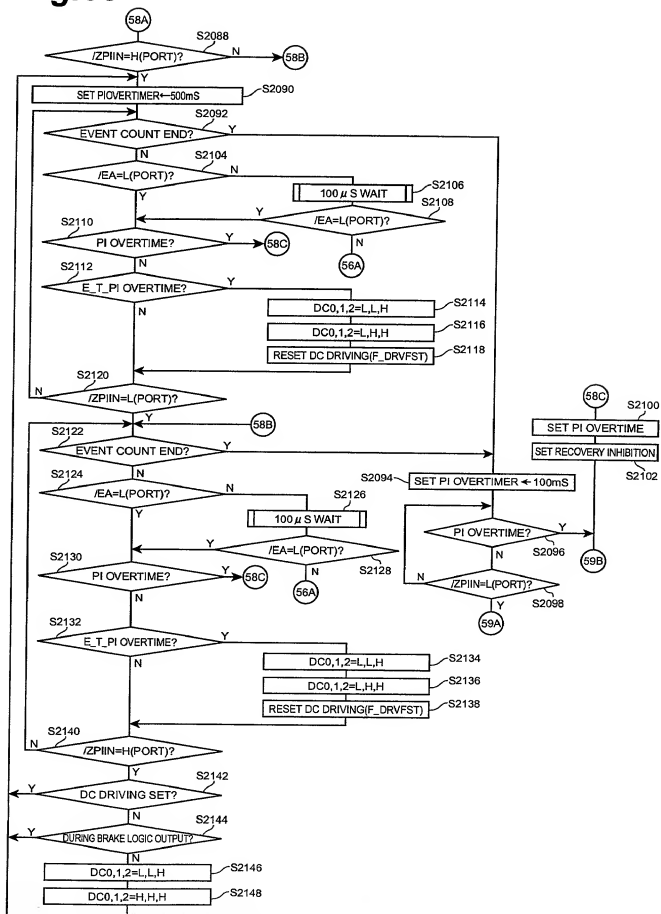 58A
S2088
/ZPIIN=H(PORT)?
N
58B
Y
SET PIOVERTIMER←500mS
S2090
S2092
EVENT COUNT END?
Y
N
S2104
/EA=L(PORT)?
N
Y
100μS WAIT
S2106
S2108
/EA=L(PORT)?
Y
N
56A
S2110
PI OVERTIME?
Y
58C
N
S2112
E_T_PI OVERTIME?
Y
N
DC0,1,2=L,L,H
S2114
DC0,1,2=L,H,H
S2116
RESET DC DRIVING(F_DRVFST)
S2118
S2120
N
/ZPIIN=L(PORT)?
Y
58B
S2122
EVENT COUNT END?
Y
N
S2124
/EA=L(PORT)?
N
Y
S2126
100μS WAIT
Y
/EA=L(PORT)?
S2128
N
56A
S2130
PI OVERTIME?
Y
58C
N
S2132
E_T_PI OVERTIME?
Y
N
DC0,1,2=L,L,H
S2134
DC0,1,2=L,H,H
S2136
RESET DC DRIVING(F_DRVFST)
S2138
S2140
N
/ZPIIN=H(PORT)?
Y
S2142
Y
DC DRIVING SET?
N
S2144
Y
DURING BRAKE LOGIC OUTPUT?
N
DC0,1,2=L,L,H
S2146
DC0,1,2=H,H,H
S2148
S2094
SET PI OVERTIMER←100mS
PI OVERTIME?
Y
S2096
N
N
/ZPIIN=L(PORT)?
S2098
Y
59A
58C
S2100
SET PI OVERTIME
SET RECOVERY INHIBITION
S2102
59B